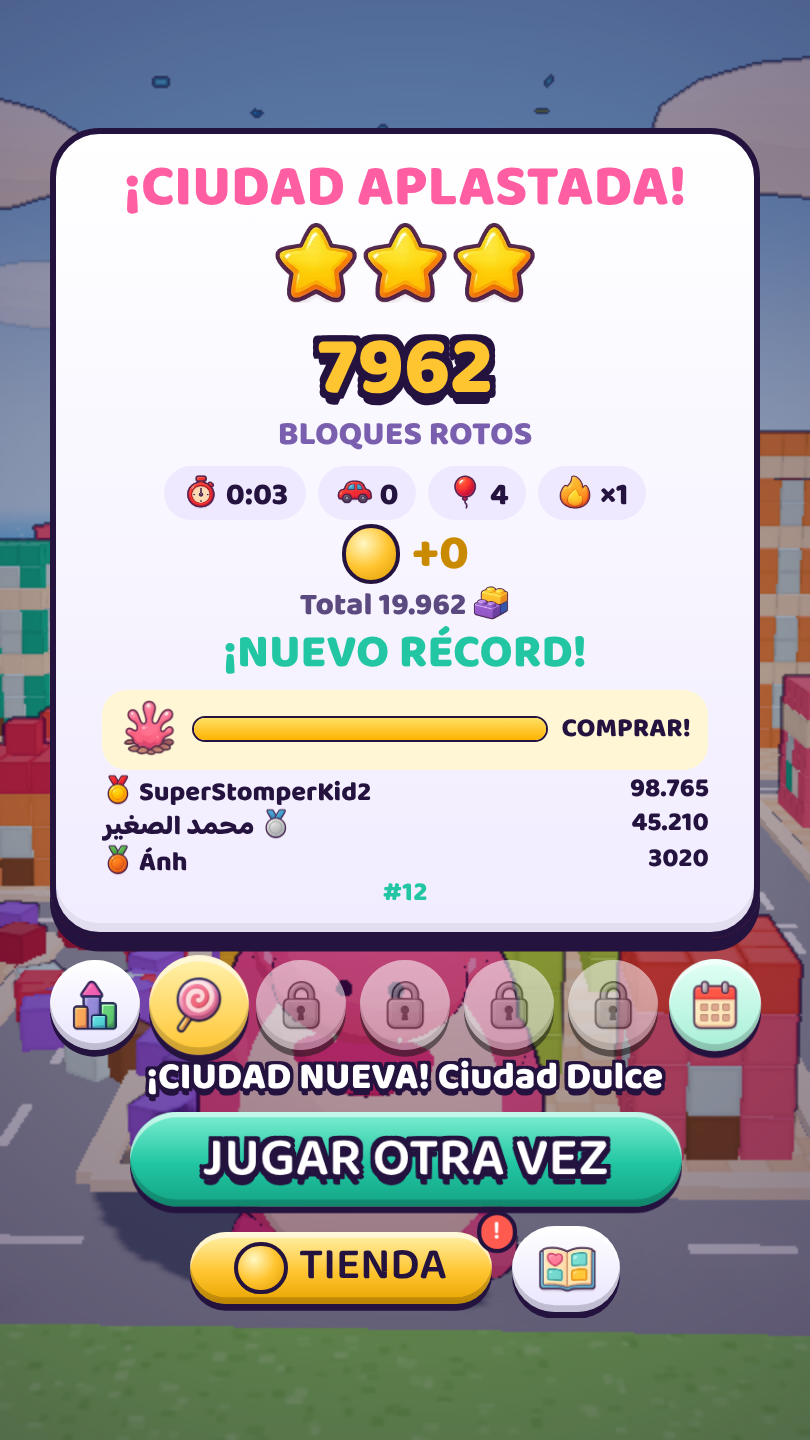 ¡CIUDAD APLASTADA!
7962
BLOQUES ROTOS
0:03 0 4 ×1
+0
Total 19.962
¡NUEVO RÉCORD!
COMPRAR!
SuperStomperKid2 98.765
محمد الصغير 45.210
Ánh 3020
#12
¡CIUDAD NUEVA! Ciudad Dulce
JUGAR OTRA VEZ
!
TIENDA